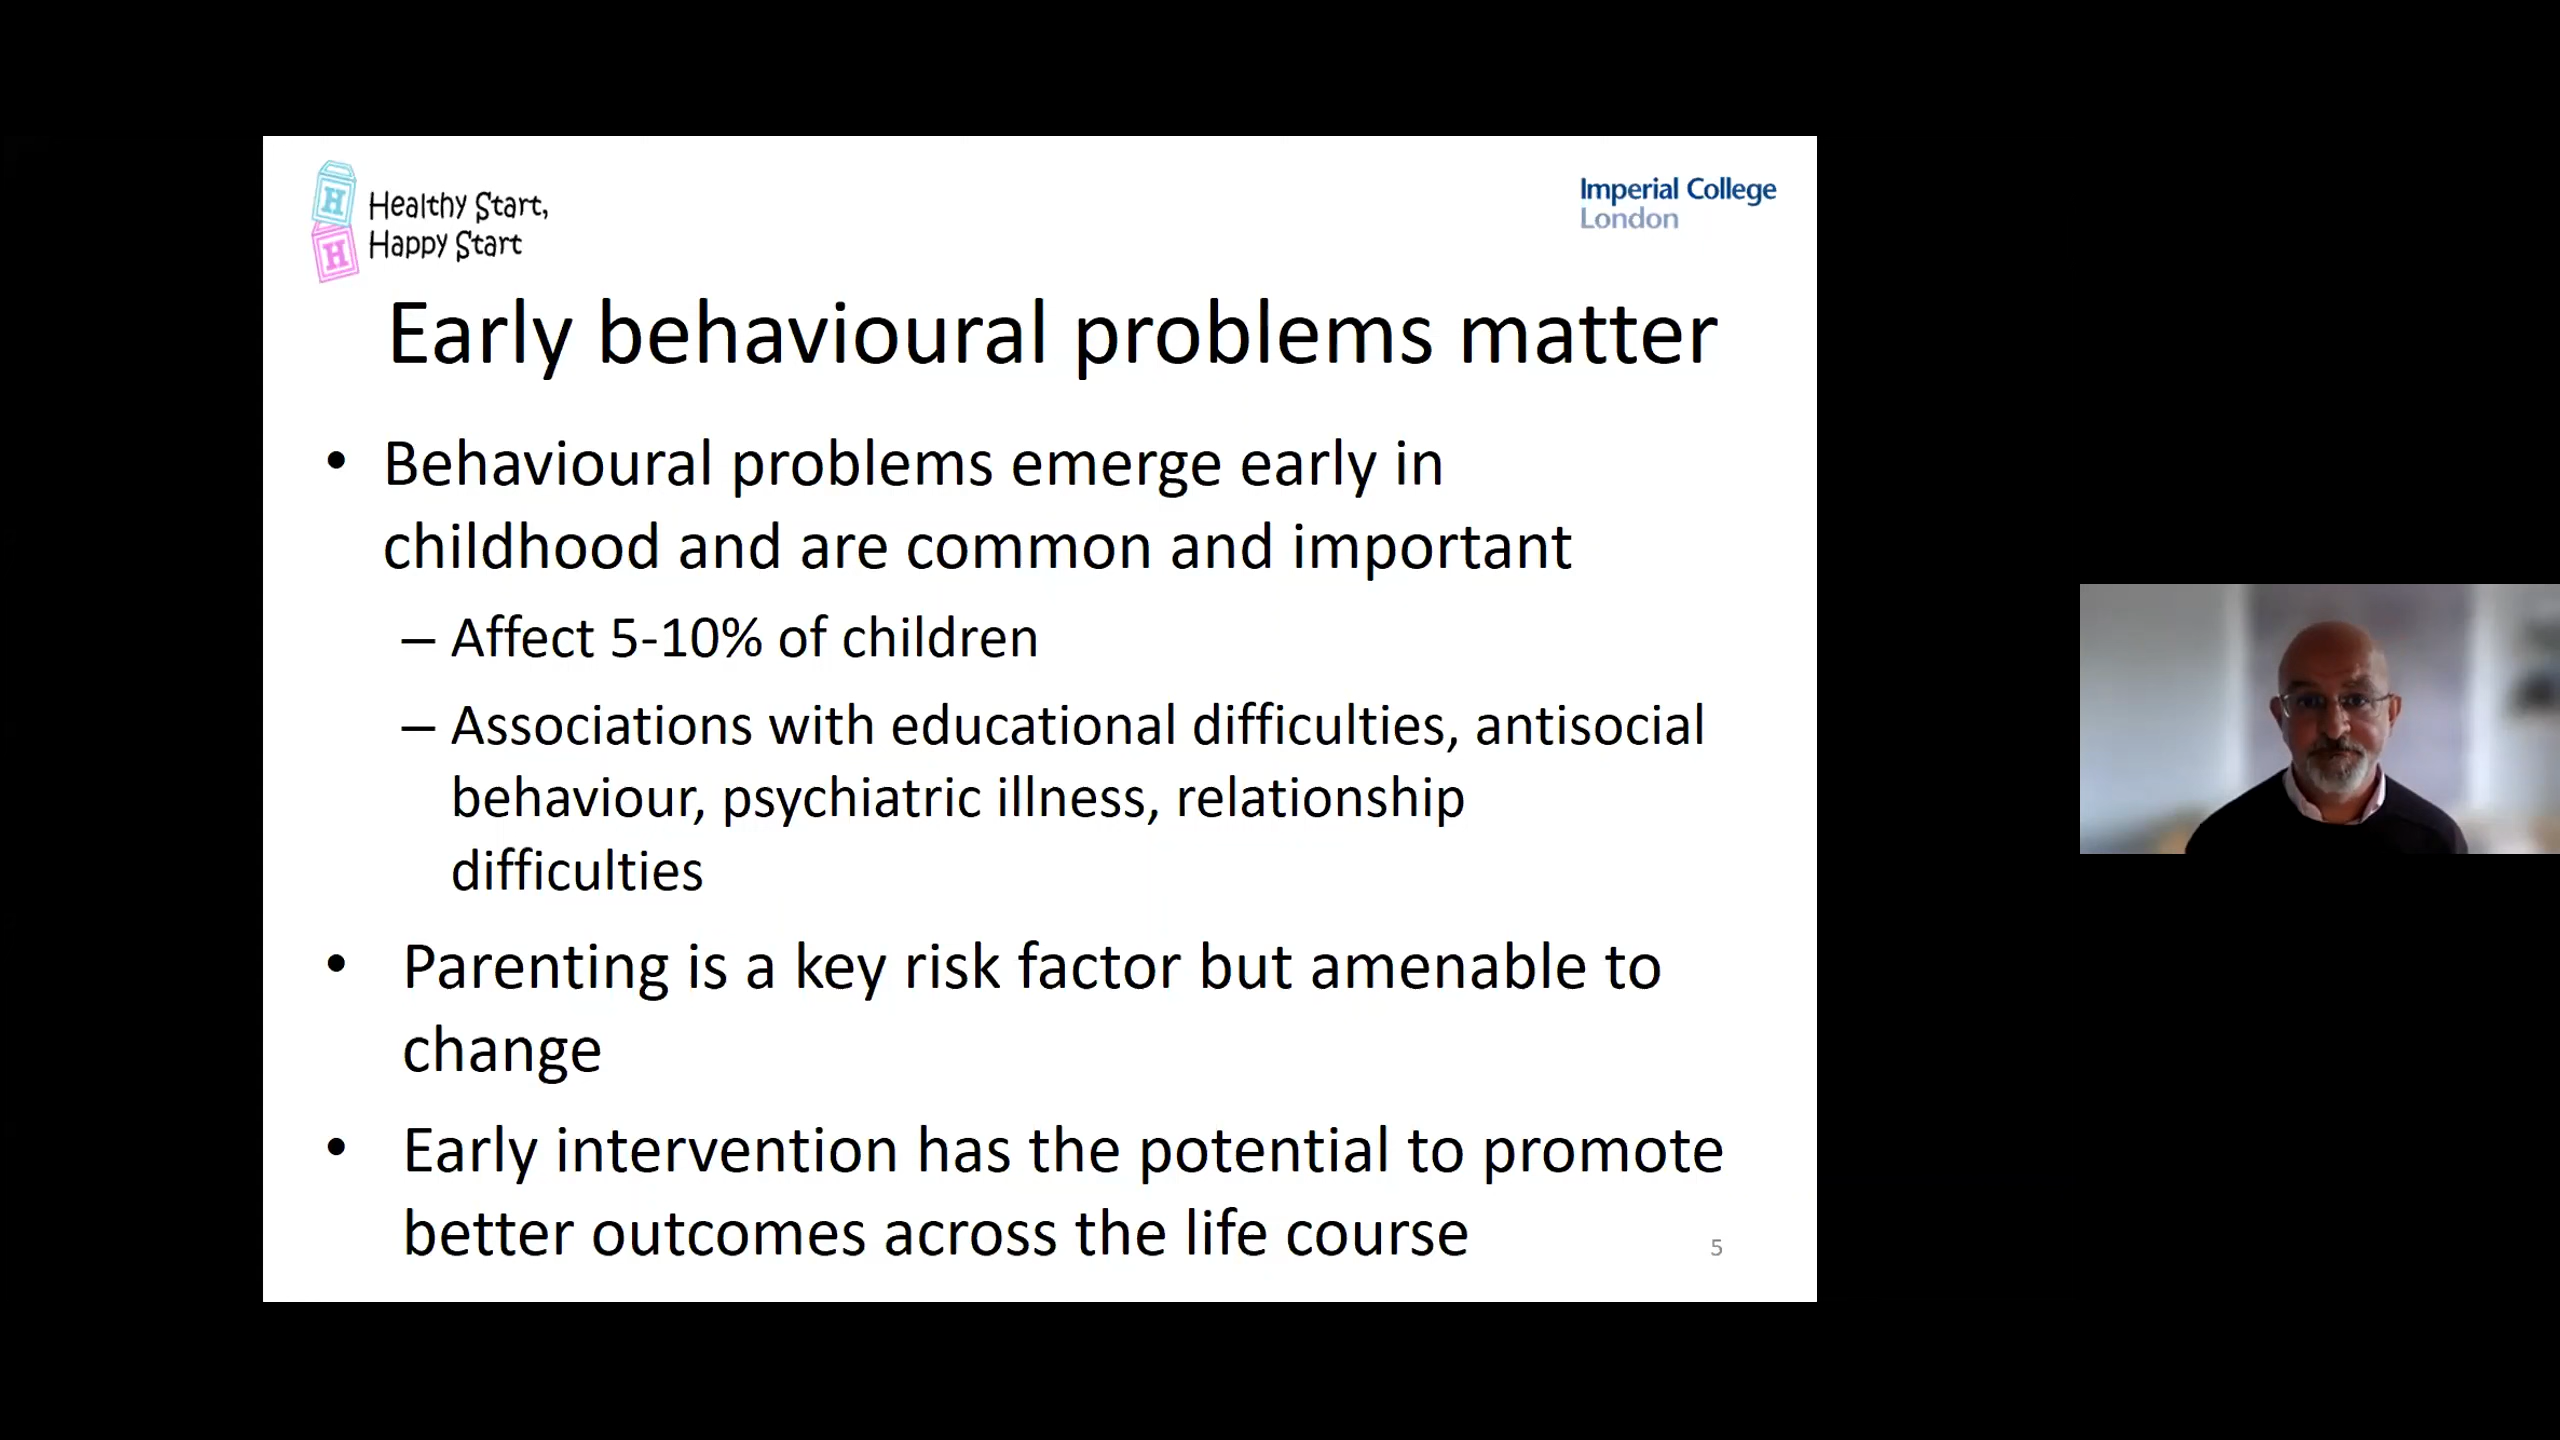 H
H
Healthy Start,
Happy Start
Imperial College
London
Early behavioural problems matter
• Behavioural problems emerge early in
childhood and are common and important
– Affect 5-10% of children
– Associations with educational difficulties, antisocial
behaviour, psychiatric illness, relationship
difficulties
• Parenting is a key risk factor but amenable to
change
• Early intervention has the potential to promote
better outcomes across the life course
5